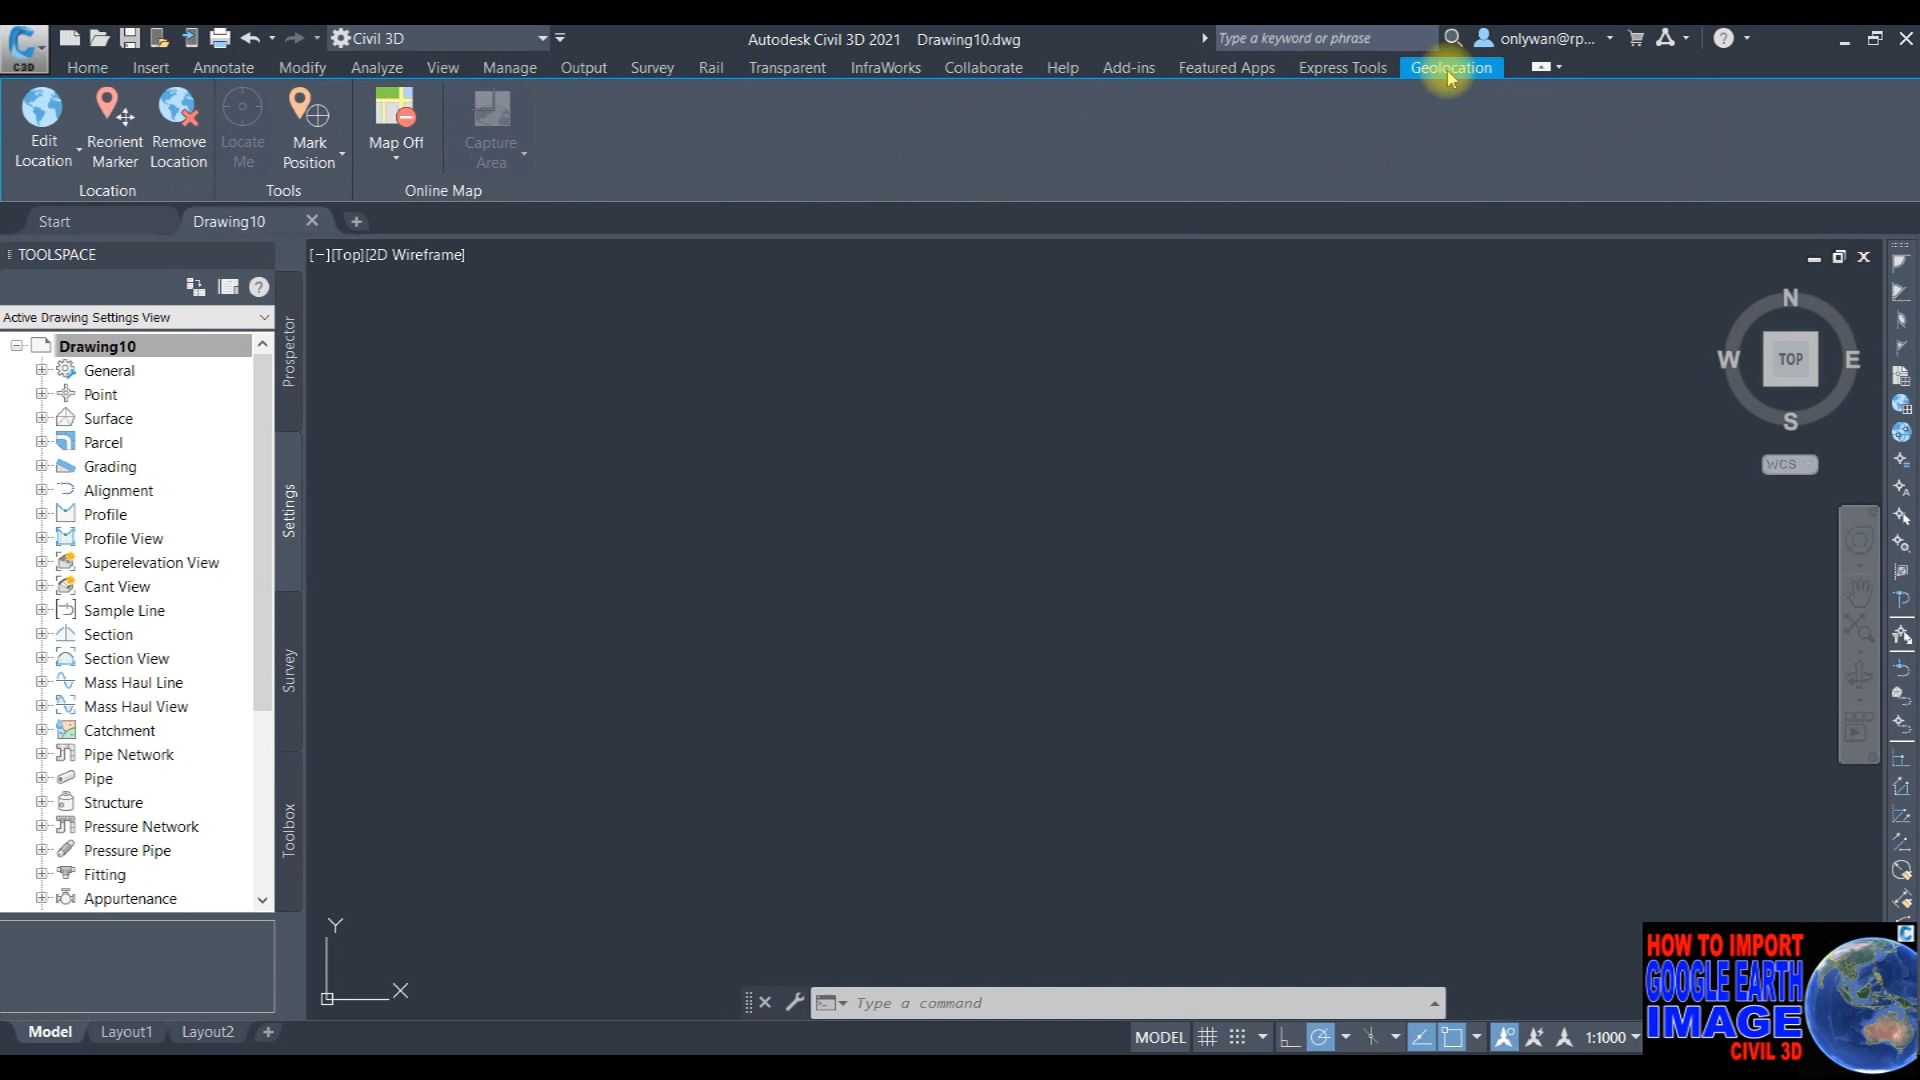 C3D
Civil 3D
Autodesk Civil 3D 2021 Drawing10.dwg
Type a keyword or phrase
onlywan@rp...
Home Insert Annotate Modify Analyze View Manage Output Survey Rail Transparent InfraWorks Collaborate Help Add-ins Featured Apps Express Tools Geolocation
Edit
Location
Reorient
Marker
Remove
Location
Locate
Me
Mark
Position
Map Off
Capture
Area
Location
Tools
Online Map
Start
Drawing10
TOOLSPACE
Active Drawing Settings View
Drawing10
General
Point
Surface
Parcel
Grading
Alignment
Profile
Profile View
Superelevation View
Cant View
Sample Line
Section
Section View
Mass Haul Line
Mass Haul View
Catchment
Pipe Network
Pipe
Structure
Pressure Network
Pressure Pipe
Fitting
Appurtenance
Prospector
Settings
Survey
Toolbox
[−][Top][2D Wireframe]
N
W
TOP
E
S
WCS
Y
X
Type a command
Model
Layout1
Layout2
MODEL
1:1000
HOW TO IMPORT
GOOGLE EARTH
IMAGE
CIVIL 3D